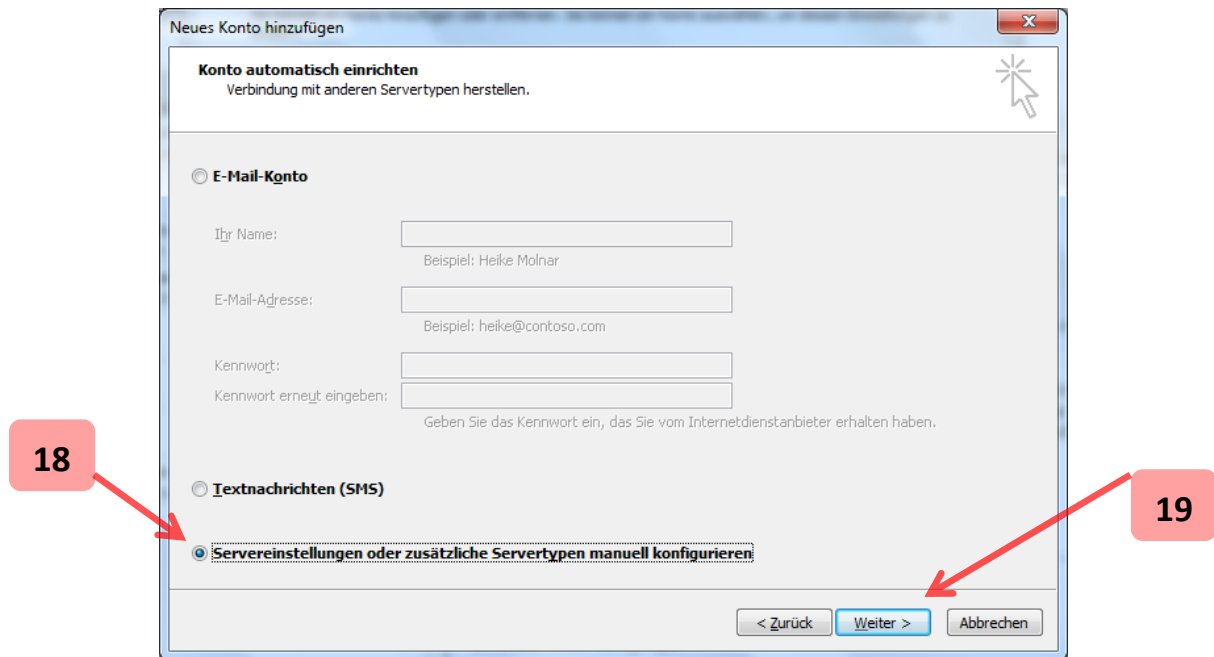 Neues Konto hinzufügen
Konto automatisch einrichten
Verbindung mit anderen Servertypen herstellen.
E-Mail-Konto
Ihr Name:
Beispiel: Heike Molnar
E-Mail-Adresse:
Beispiel: heike@contoso.com
Kennwort:
Kennwort erneut eingeben:
Geben Sie das Kennwort ein, das Sie vom Internetdienstanbieter erhalten haben.
18
Textnachrichten (SMS)
19
Servereinstellungen oder zusätzliche Servertypen manuell konfigurieren
< Zurück Weiter > Abbrechen